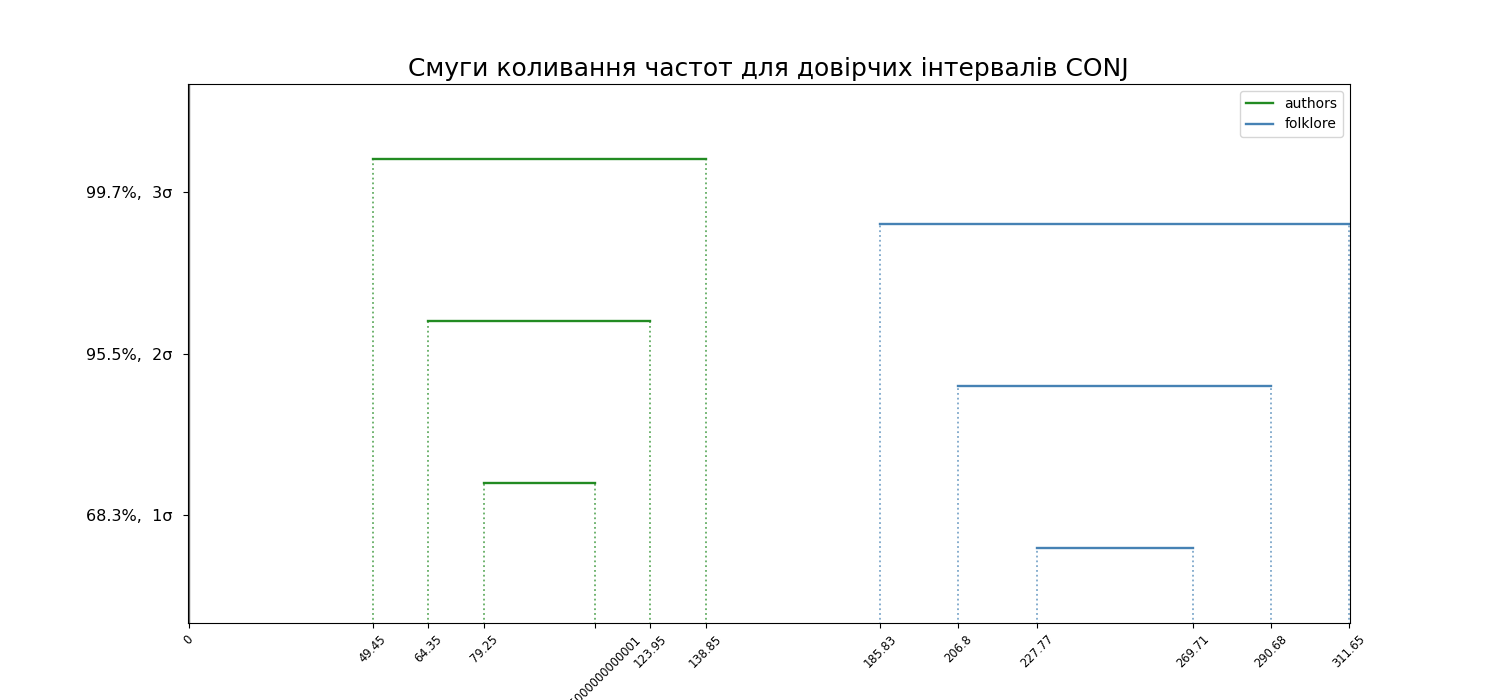 Смуги коливання частот для довірчих інтервалів CONJ
authors
folklore
99.7%, 3σ
95.5%, 2σ
68.3%, 1σ
0
49.45
64.35
79.25
123.95
138.85
185.83
206.8
227.77
269.71
290.68
311.65